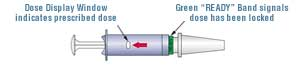 Dose Display Window
indicates prescribed dose
Green “READY” Band signals
dose has been locked